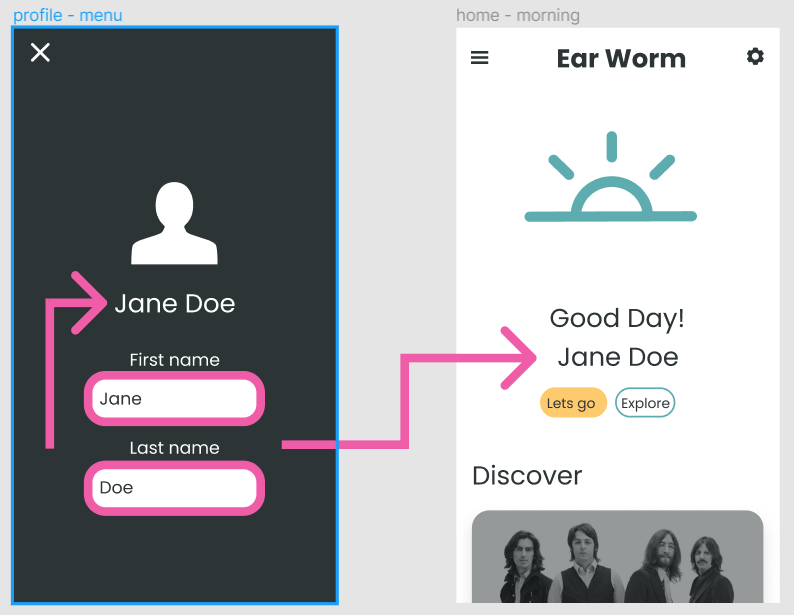 profile - menu
Jane Doe
First name
Jane
Last name
Doe
home - morning
Ear Worm
Good Day!
Jane Doe
Lets go
Explore
Discover